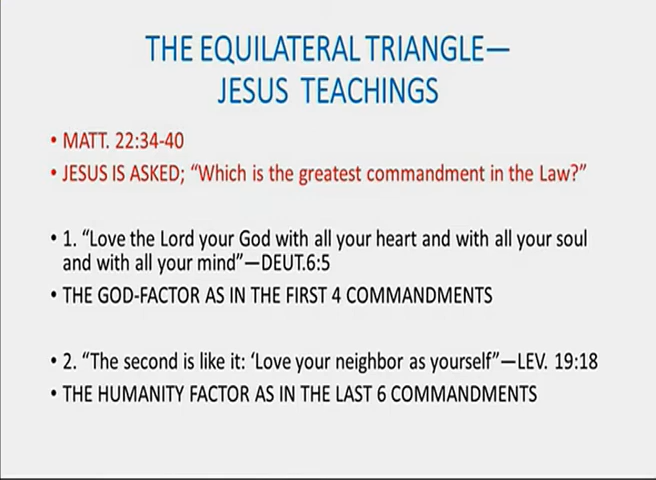 THE EQUILATERAL TRIANGLE—
JESUS TEACHINGS
• MATT. 22:34-40
• JESUS IS ASKED; “Which is the greatest commandment in the Law?”
• 1. “Love the Lord your God with all your heart and with all your soul
and with all your mind”—DEUT.6:5
• THE GOD-FACTOR AS IN THE FIRST 4 COMMANDMENTS
• 2. “The second is like it: ‘Love your neighbor as yourself”—LEV. 19:18
• THE HUMANITY FACTOR AS IN THE LAST 6 COMMANDMENTS